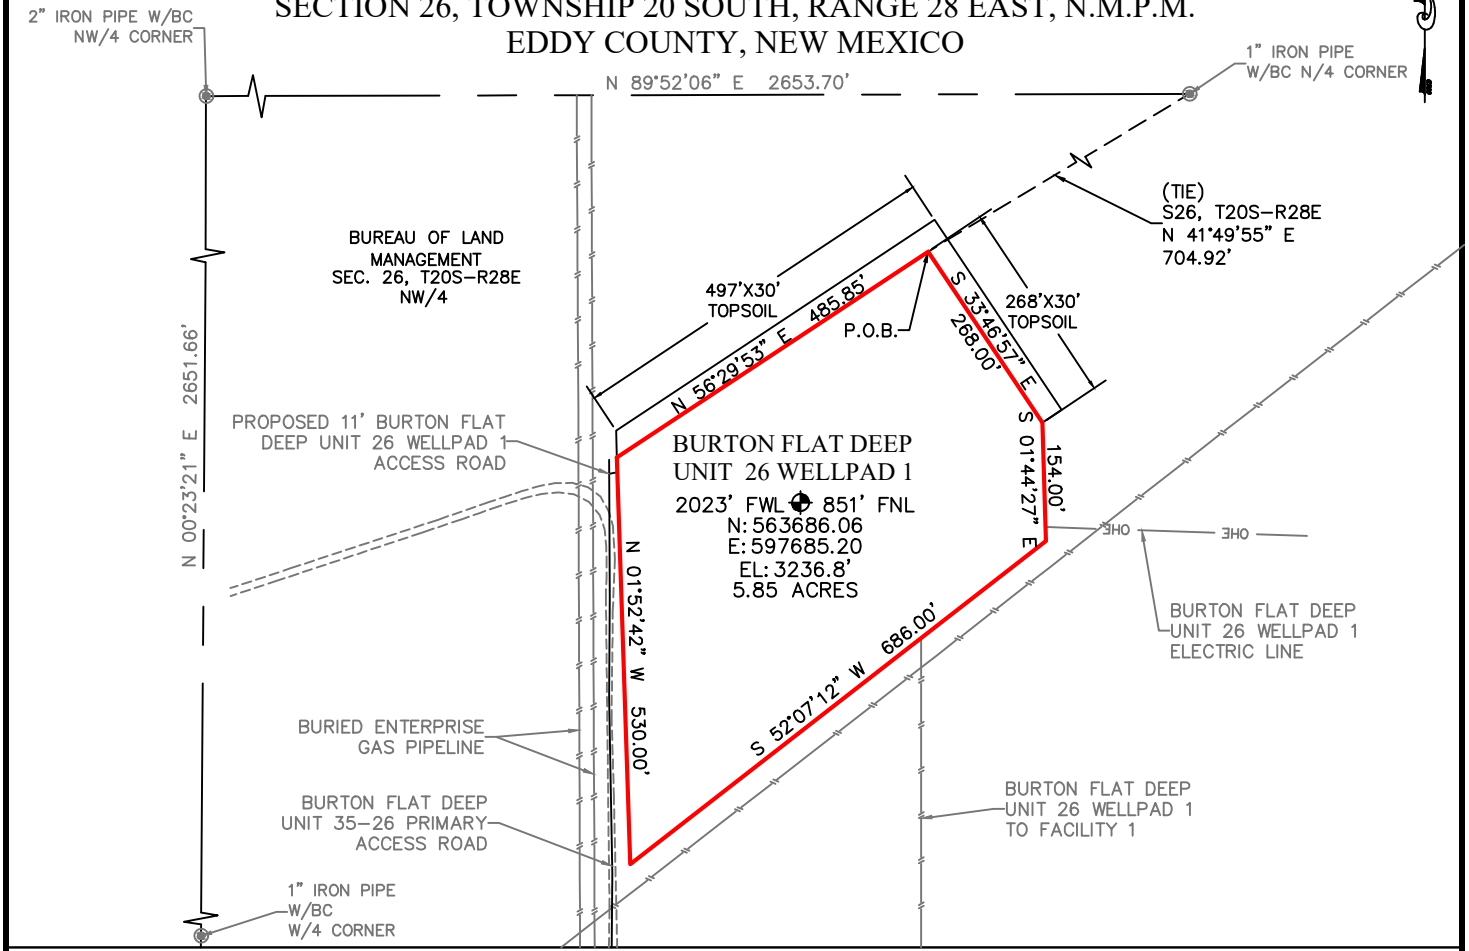 SECTION 26, TOWNSHIP 20 SOUTH, RANGE 28 EAST, N.M.P.M.
EDDY COUNTY, NEW MEXICO
2" IRON PIPE W/BC
NW/4 CORNER
N 89°52'06" E 2653.70'
1" IRON PIPE
W/BC N/4 CORNER
(TIE)
S26, T20S-R28E
N 41°49'55" E
704.92'
BUREAU OF LAND
MANAGEMENT
SEC. 26, T20S-R28E
NW/4
497'X30'
TOPSOIL
N 56°29'53" E 485.85'
P.O.B.
S 33°46'57" E
268.00'
268'X30'
TOPSOIL
N 00°23'21" E 2651.66'
PROPOSED 11' BURTON FLAT
DEEP UNIT 26 WELLPAD 1
ACCESS ROAD
BURTON FLAT DEEP
UNIT 26 WELLPAD 1
2023' FWL 851' FNL
N: 563686.06
E: 597685.20
EL: 3236.8'
5.85 ACRES
S 01°44'27" E
154.00'
OHE
OHE
N 01°52'42" W 530.00'
S 52°07'12" W 686.00'
BURTON FLAT DEEP
UNIT 26 WELLPAD 1
ELECTRIC LINE
BURIED ENTERPRISE
GAS PIPELINE
BURTON FLAT DEEP
UNIT 35-26 PRIMARY
ACCESS ROAD
BURTON FLAT DEEP
UNIT 26 WELLPAD 1
TO FACILITY 1
1" IRON PIPE
W/BC
W/4 CORNER